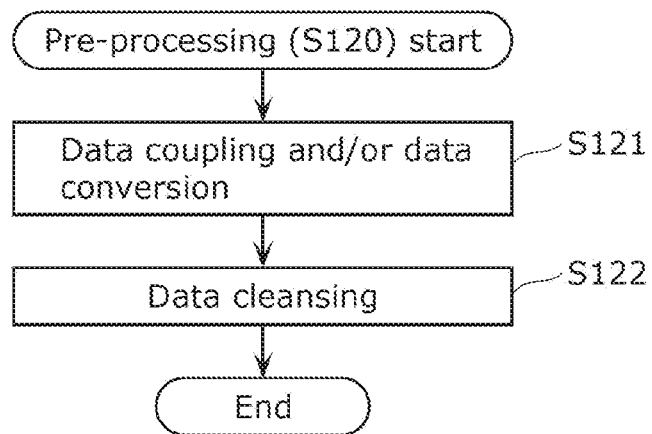 Pre-processing (S120) start
Data coupling and/or data
conversion
S121
Data cleansing
S122
End